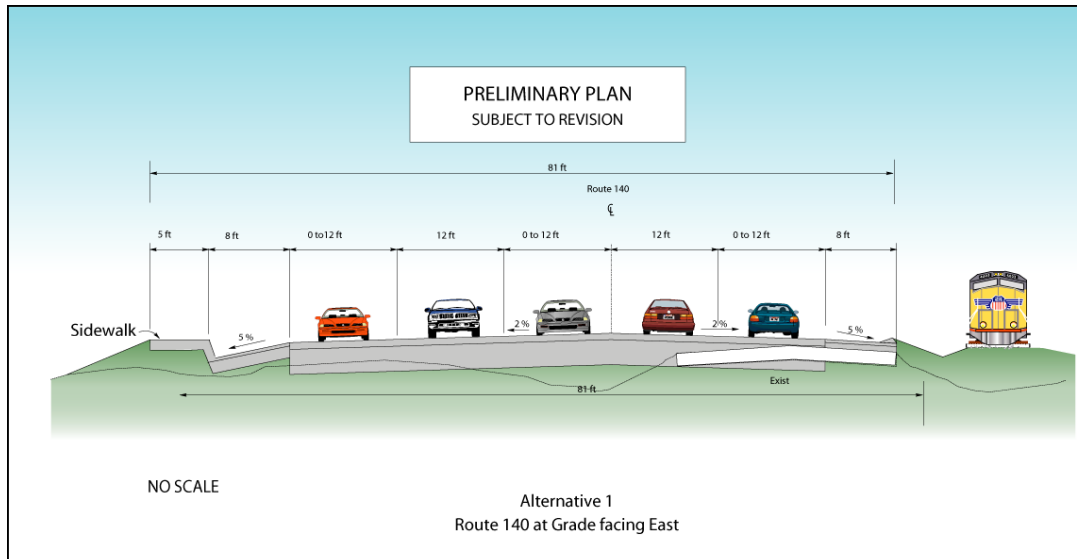 PRELIMINARY PLAN
SUBJECT TO REVISION
81 ft
Route 140
℄
5 ft 8 ft 0 to12 ft 12 ft 0 to 12 ft 12 ft 0 to 12 ft 8 ft
Sidewalk
5 % 2 % 2 % 5 %
Exist
81 ft
NO SCALE
Alternative 1
Route 140 at Grade facing East